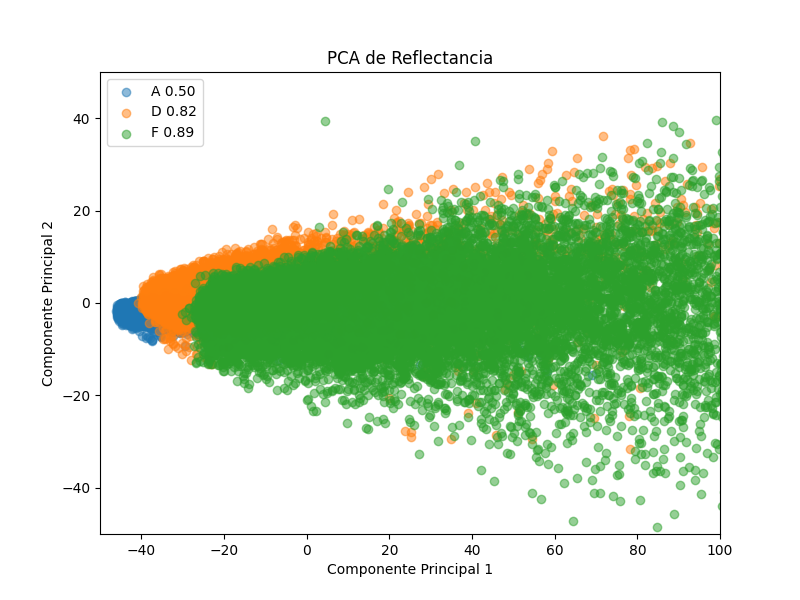 PCA de Reflectancia
A 0.50
D 0.82
F 0.89
Componente Principal 2
40
20
0
−20
−40
−40 −20 0 20 40 60 80 100
Componente Principal 1